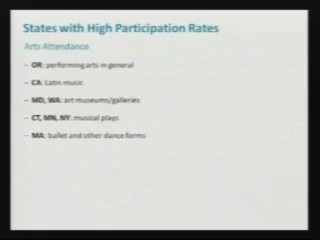 States with High Participation Rates
Arts Attendance
– OR: performing arts in general
– CA: Latin music
– MD, WA: art museums/galleries
– CT, MN, NY: musical plays
– MA: ballet and other dance forms